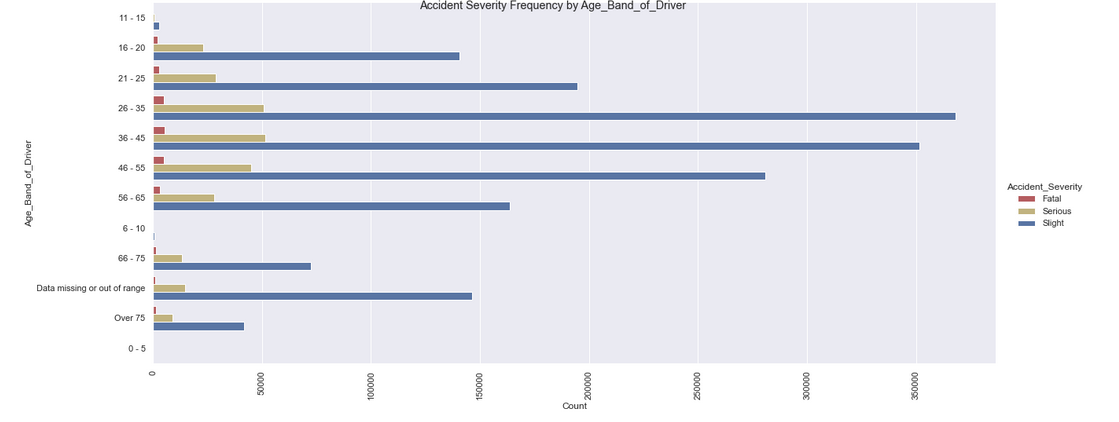 Accident Severity Frequency by Age_Band_of_Driver
Age_Band_of_Driver
11 - 15
16 - 20
21 - 25
26 - 35
36 - 45
46 - 55
56 - 65
6 - 10
66 - 75
Data missing or out of range
Over 75
0 - 5
0
50000
100000
150000
200000
250000
300000
350000
Count
Accident_Severity
Fatal
Serious
Slight